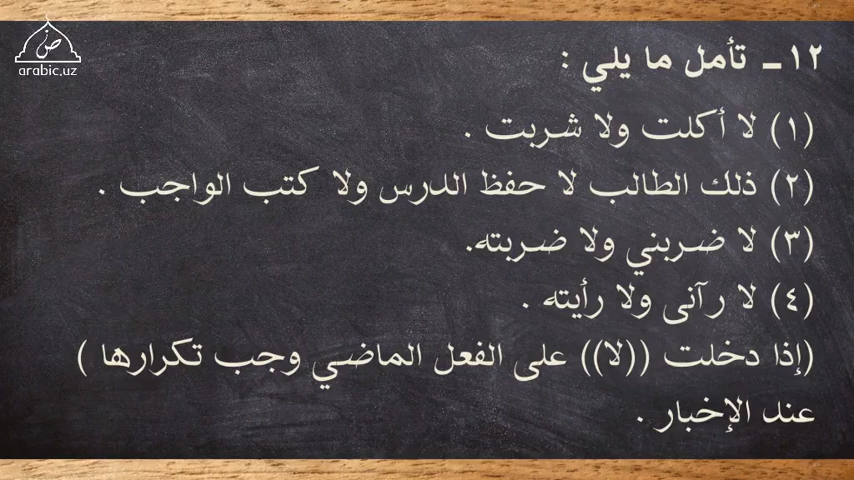 ض
arabic.uz
١٢ ـ تأمل ما يلي :
(١) لا أكلت ولا شربت .
(٢) ذلك الطالب لا حفظ الدرس ولا كتب الواجب .
(٣) لا ضربني ولا ضربته.
(٤) لا رآنى ولا رأيته .
(إذا دخلت ((لا)) على الفعل الماضي وجب تكرارها )
عند الإخبار .